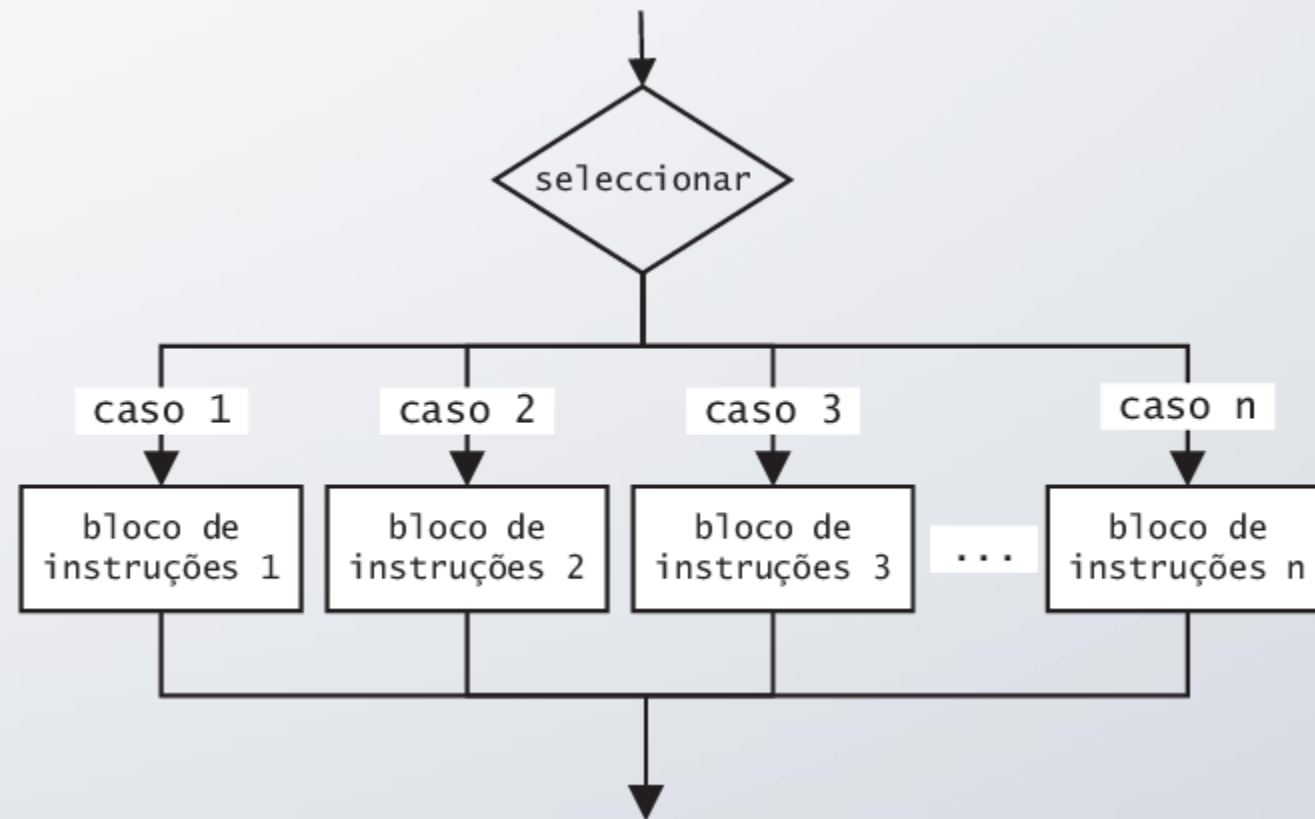 seleccionar
caso 1
caso 2
caso 3
caso n
bloco de
instruções 1
bloco de
instruções 2
bloco de
instruções 3
...
bloco de
instruções n